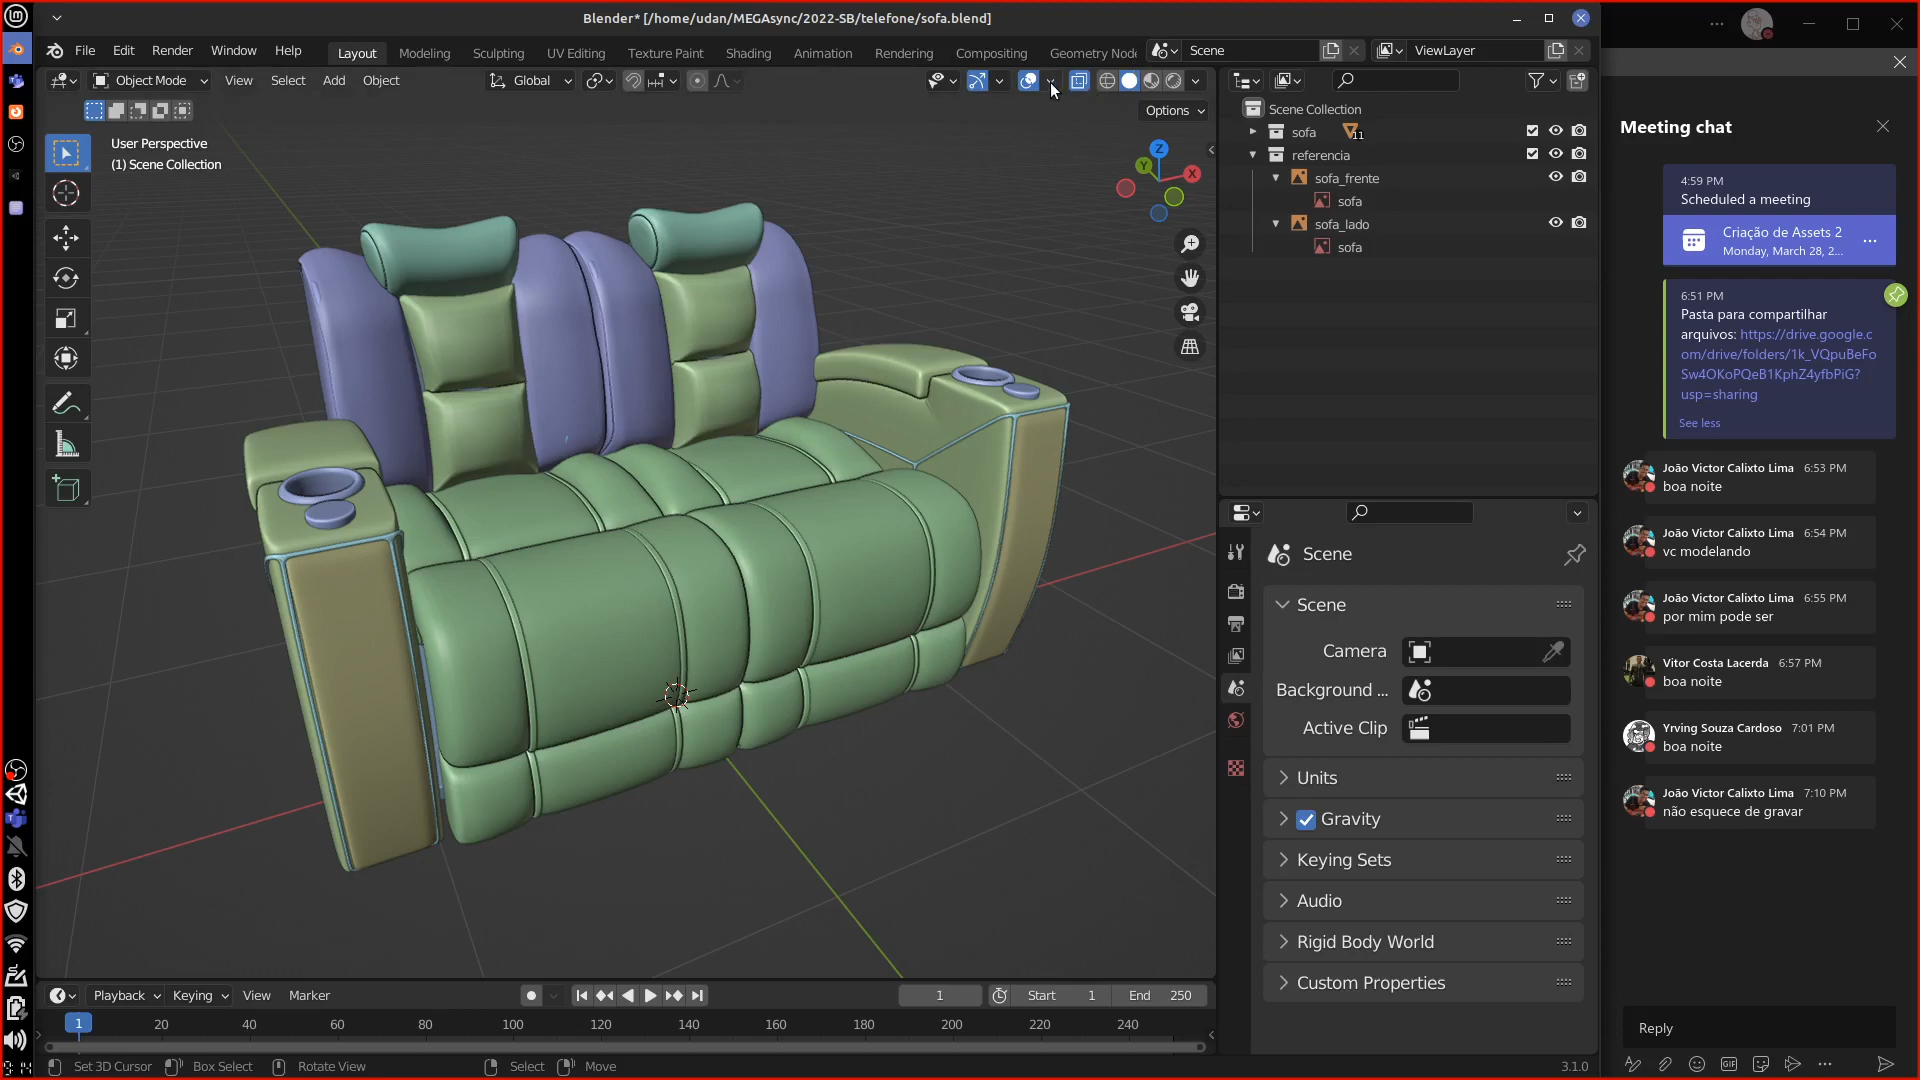 Blender* [/home/udan/MEGAsync/2022-SB/telefone/sofa.blend]
File Edit Render Window Help
Layout Modeling Sculpting UV Editing Texture Paint Shading Animation Rendering Compositing Geometry Node
Scene
ViewLayer
Object Mode View Select Add Object
Global
Options
User Perspective
(1) Scene Collection
Z
Y
X
Scene Collection
sofa 11
referencia
sofa_frente
sofa
sofa_lado
sofa
Scene
Scene
Camera
Background ...
Active Clip
Units
Gravity
Keying Sets
Audio
Rigid Body World
Custom Properties
Playback Keying View Marker
1
Start 1
End 250
1 20 40 60 80 100 120 140 160 180 200 220 240
Set 3D Cursor Box Select Rotate View Select Move
3.1.0
Meeting chat
4:59 PM
Scheduled a meeting
Criação de Assets 2
Monday, March 28, 2...
6:51 PM
Pasta para compartilhar
arquivos: https://drive.google.c
om/drive/folders/1k_VQpuBeFo
Sw4OKoPQeB1KphZ4yfbPiG?
usp=sharing
See less
João Victor Calixto Lima 6:53 PM
boa noite
João Victor Calixto Lima 6:54 PM
vc modelando
João Victor Calixto Lima 6:55 PM
por mim pode ser
Vitor Costa Lacerda 6:57 PM
boa noite
Yrving Souza Cardoso 7:01 PM
boa noite
João Victor Calixto Lima 7:10 PM
não esquece de gravar
Reply
GIF